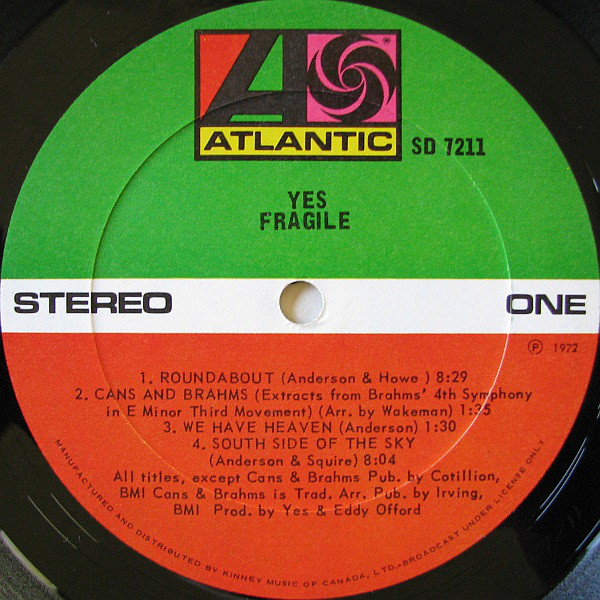 ATLANTIC
SD 7211
YES
FRAGILE
STEREO
ONE
℗ 1972
1. ROUNDABOUT (Anderson & Howe ) 8:29
2. CANS AND BRAHMS (Extracts from Brahms' 4th Symphony
in E Minor Third Movement) (Arr. by Wakeman) 1:35
3. WE HAVE HEAVEN (Anderson) 1:30
4. SOUTH SIDE OF THE SKY
(Anderson & Squire) 8:04
All titles, except Cans & Brahms Pub. by Cotillion,
BMI Cans & Brahms is Trad. Arr. Pub. by Irving,
BMI Prod. by Yes & Eddy Offord
MANUFACTURED AND DISTRIBUTED BY KINNEY MUSIC OF CANADA, LTD.-BROADCAST UNDER LICENSE ONLY